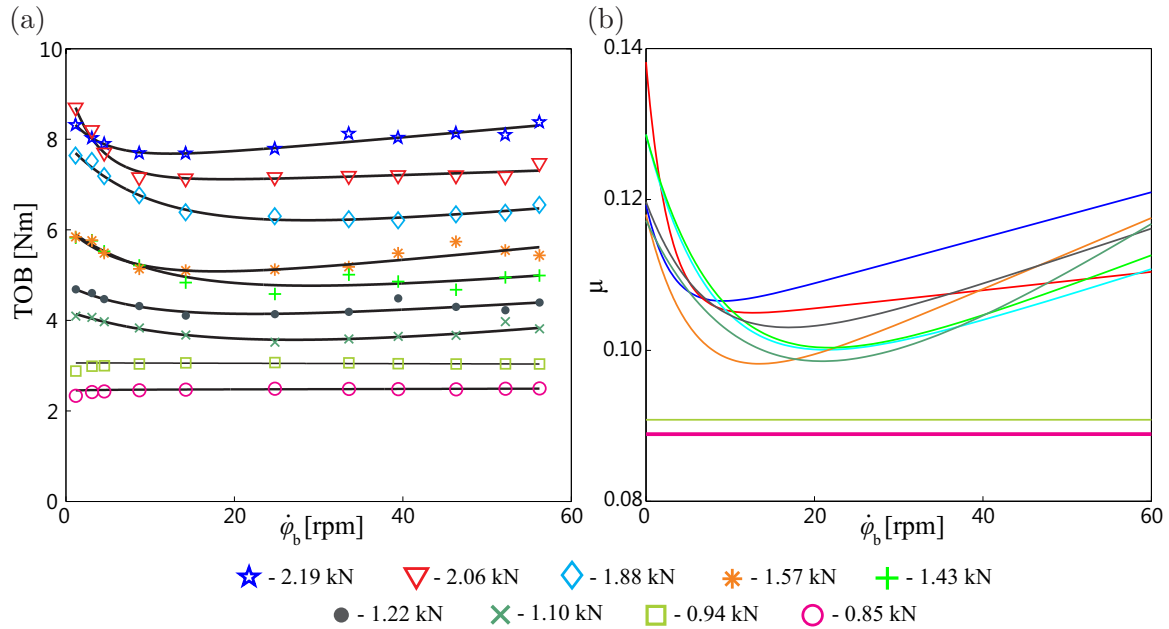 (a)
(b)
10
8
6
4
2
0
TOB [Nm]
0 20 40 60
φ̇b [rpm]
0.14
0.12
0.10
0.08
μ
0 20 40 60
φ̇b [rpm]
- 2.19 kN - 2.06 kN - 1.88 kN - 1.57 kN - 1.43 kN
- 1.22 kN - 1.10 kN - 0.94 kN - 0.85 kN